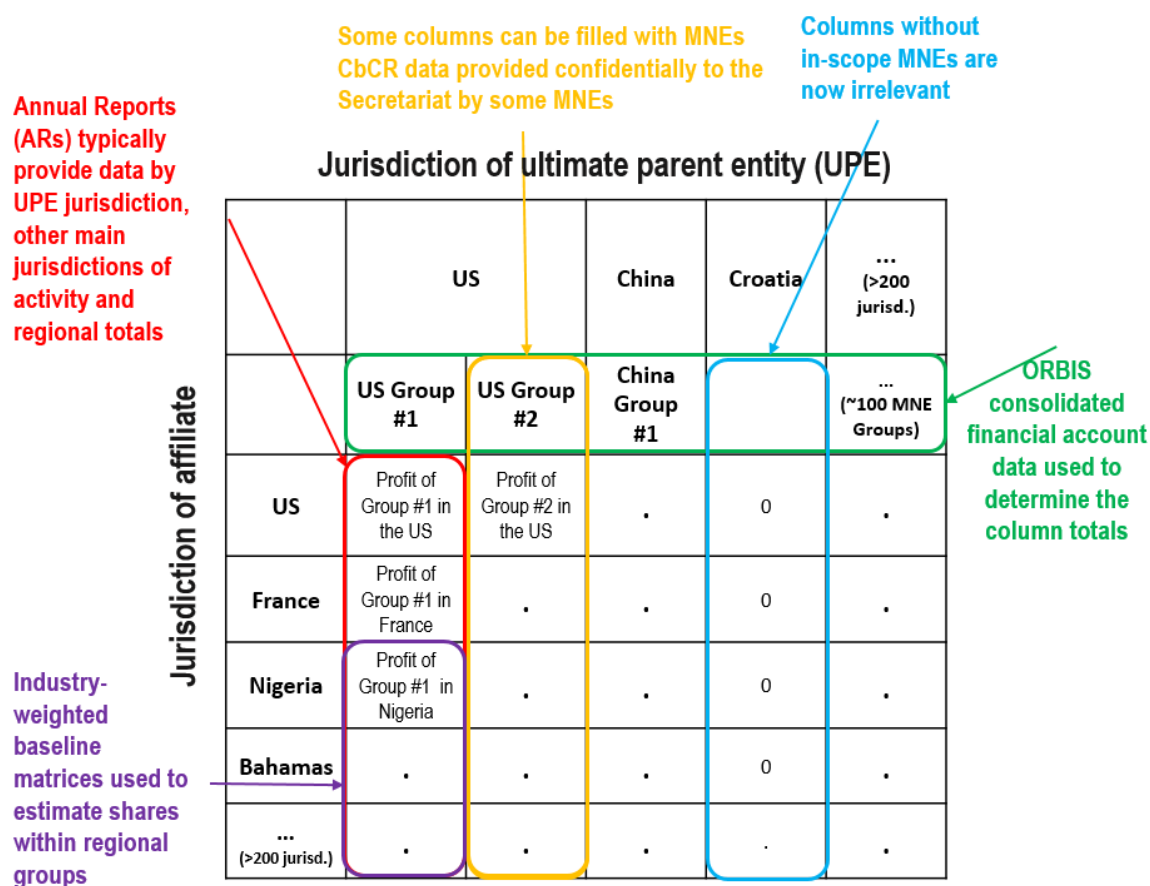 Some columns can be filled with MNEs
CbCR data provided confidentially to the
Secretariat by some MNEs
Columns without
in-scope MNEs are
now irrelevant
Annual Reports
(ARs) typically
provide data by
UPE jurisdiction,
other main
jurisdictions of
activity and
regional totals
Jurisdiction of ultimate parent entity (UPE)
US
China
Croatia
...
(>200
jurisd.)
US Group
#1
US Group
#2
China
Group
#1
...
(~100 MNE
Groups)
ORBIS
consolidated
financial account
data used to
determine the
column totals
Jurisdiction of affiliate
US
Profit of
Group #1 in
the US
Profit of
Group #2 in
the US
.
0
.
France
Profit of
Group #1 in
France
.
.
0
.
Nigeria
Profit of
Group #1 in
Nigeria
.
.
0
.
Bahamas
.
.
.
0
.
...
(>200 jurisd.)
.
.
.
.
.
Industry-
weighted
baseline
matrices used to
estimate shares
within regional
groups